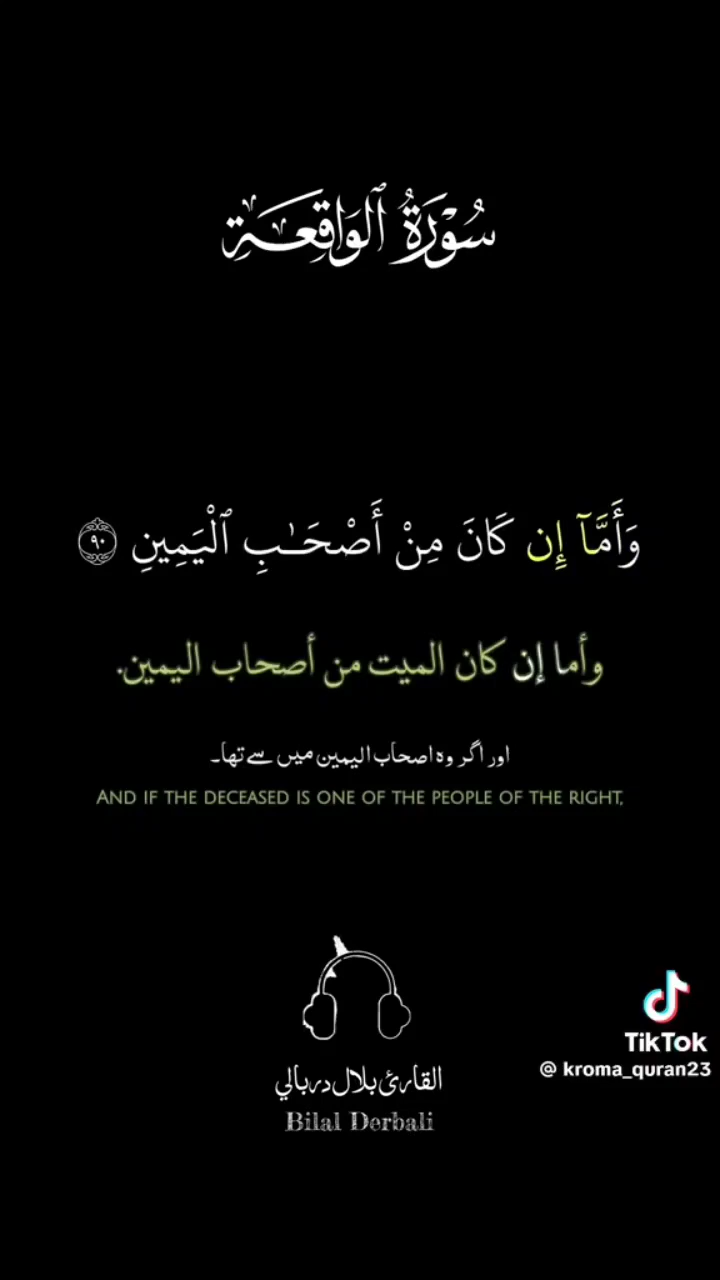 سُوْرَةُ ٱلْوَاقِعَةِ
وَأَمَّآ إِن كَانَ مِنْ أَصْحَـٰبِ ٱلْيَمِينِ ٩٠
وأما إن كان الميت من أصحاب اليمين.
اور اگر وہ اصحاب الیمین میں سے تھا۔
AND IF THE DECEASED IS ONE OF THE PEOPLE OF THE RIGHT,
القارئ بلال دربالي
Bilal Derbali
TikTok
@ kroma_quran23